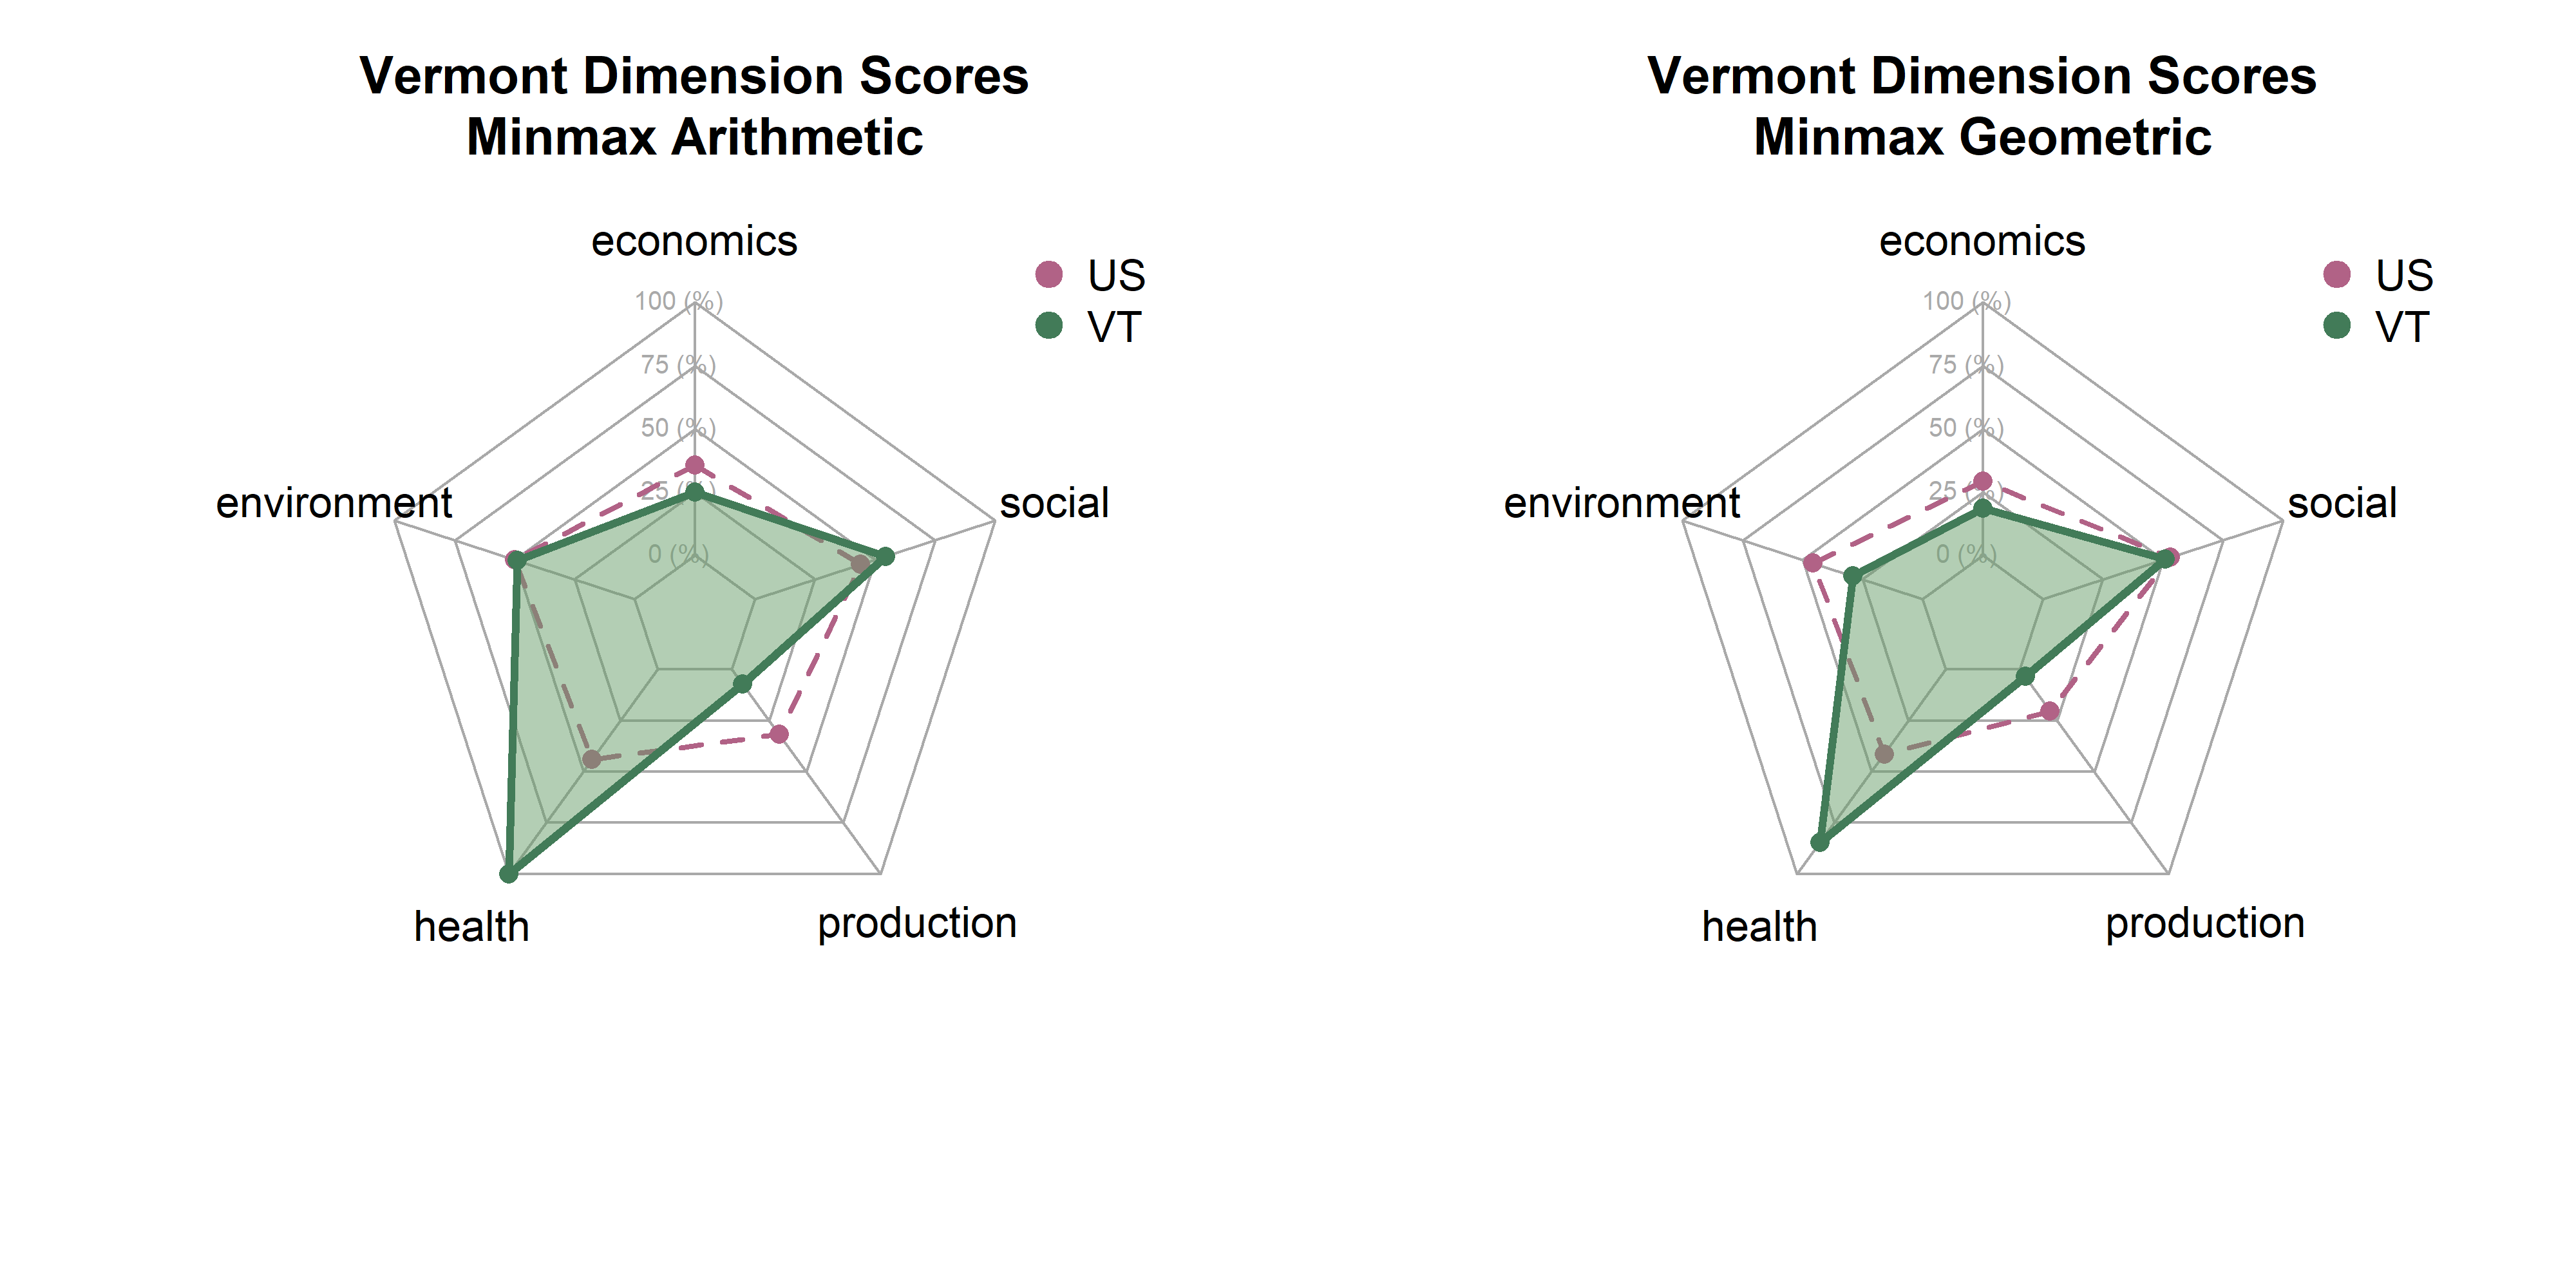 Vermont Dimension Scores
Minmax Arithmetic
economics
US
VT
100 (%)
75 (%)
50 (%)
25 (%)
0 (%)
environment
social
health
production
Vermont Dimension Scores
Minmax Geometric
economics
US
VT
100 (%)
75 (%)
50 (%)
25 (%)
0 (%)
environment
social
health
production